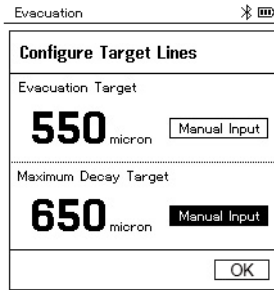 Evacuation
Configure Target Lines
Evacuation Target
550 micron
Manual Input
Maximum Decay Target
650 micron
Manual Input
OK